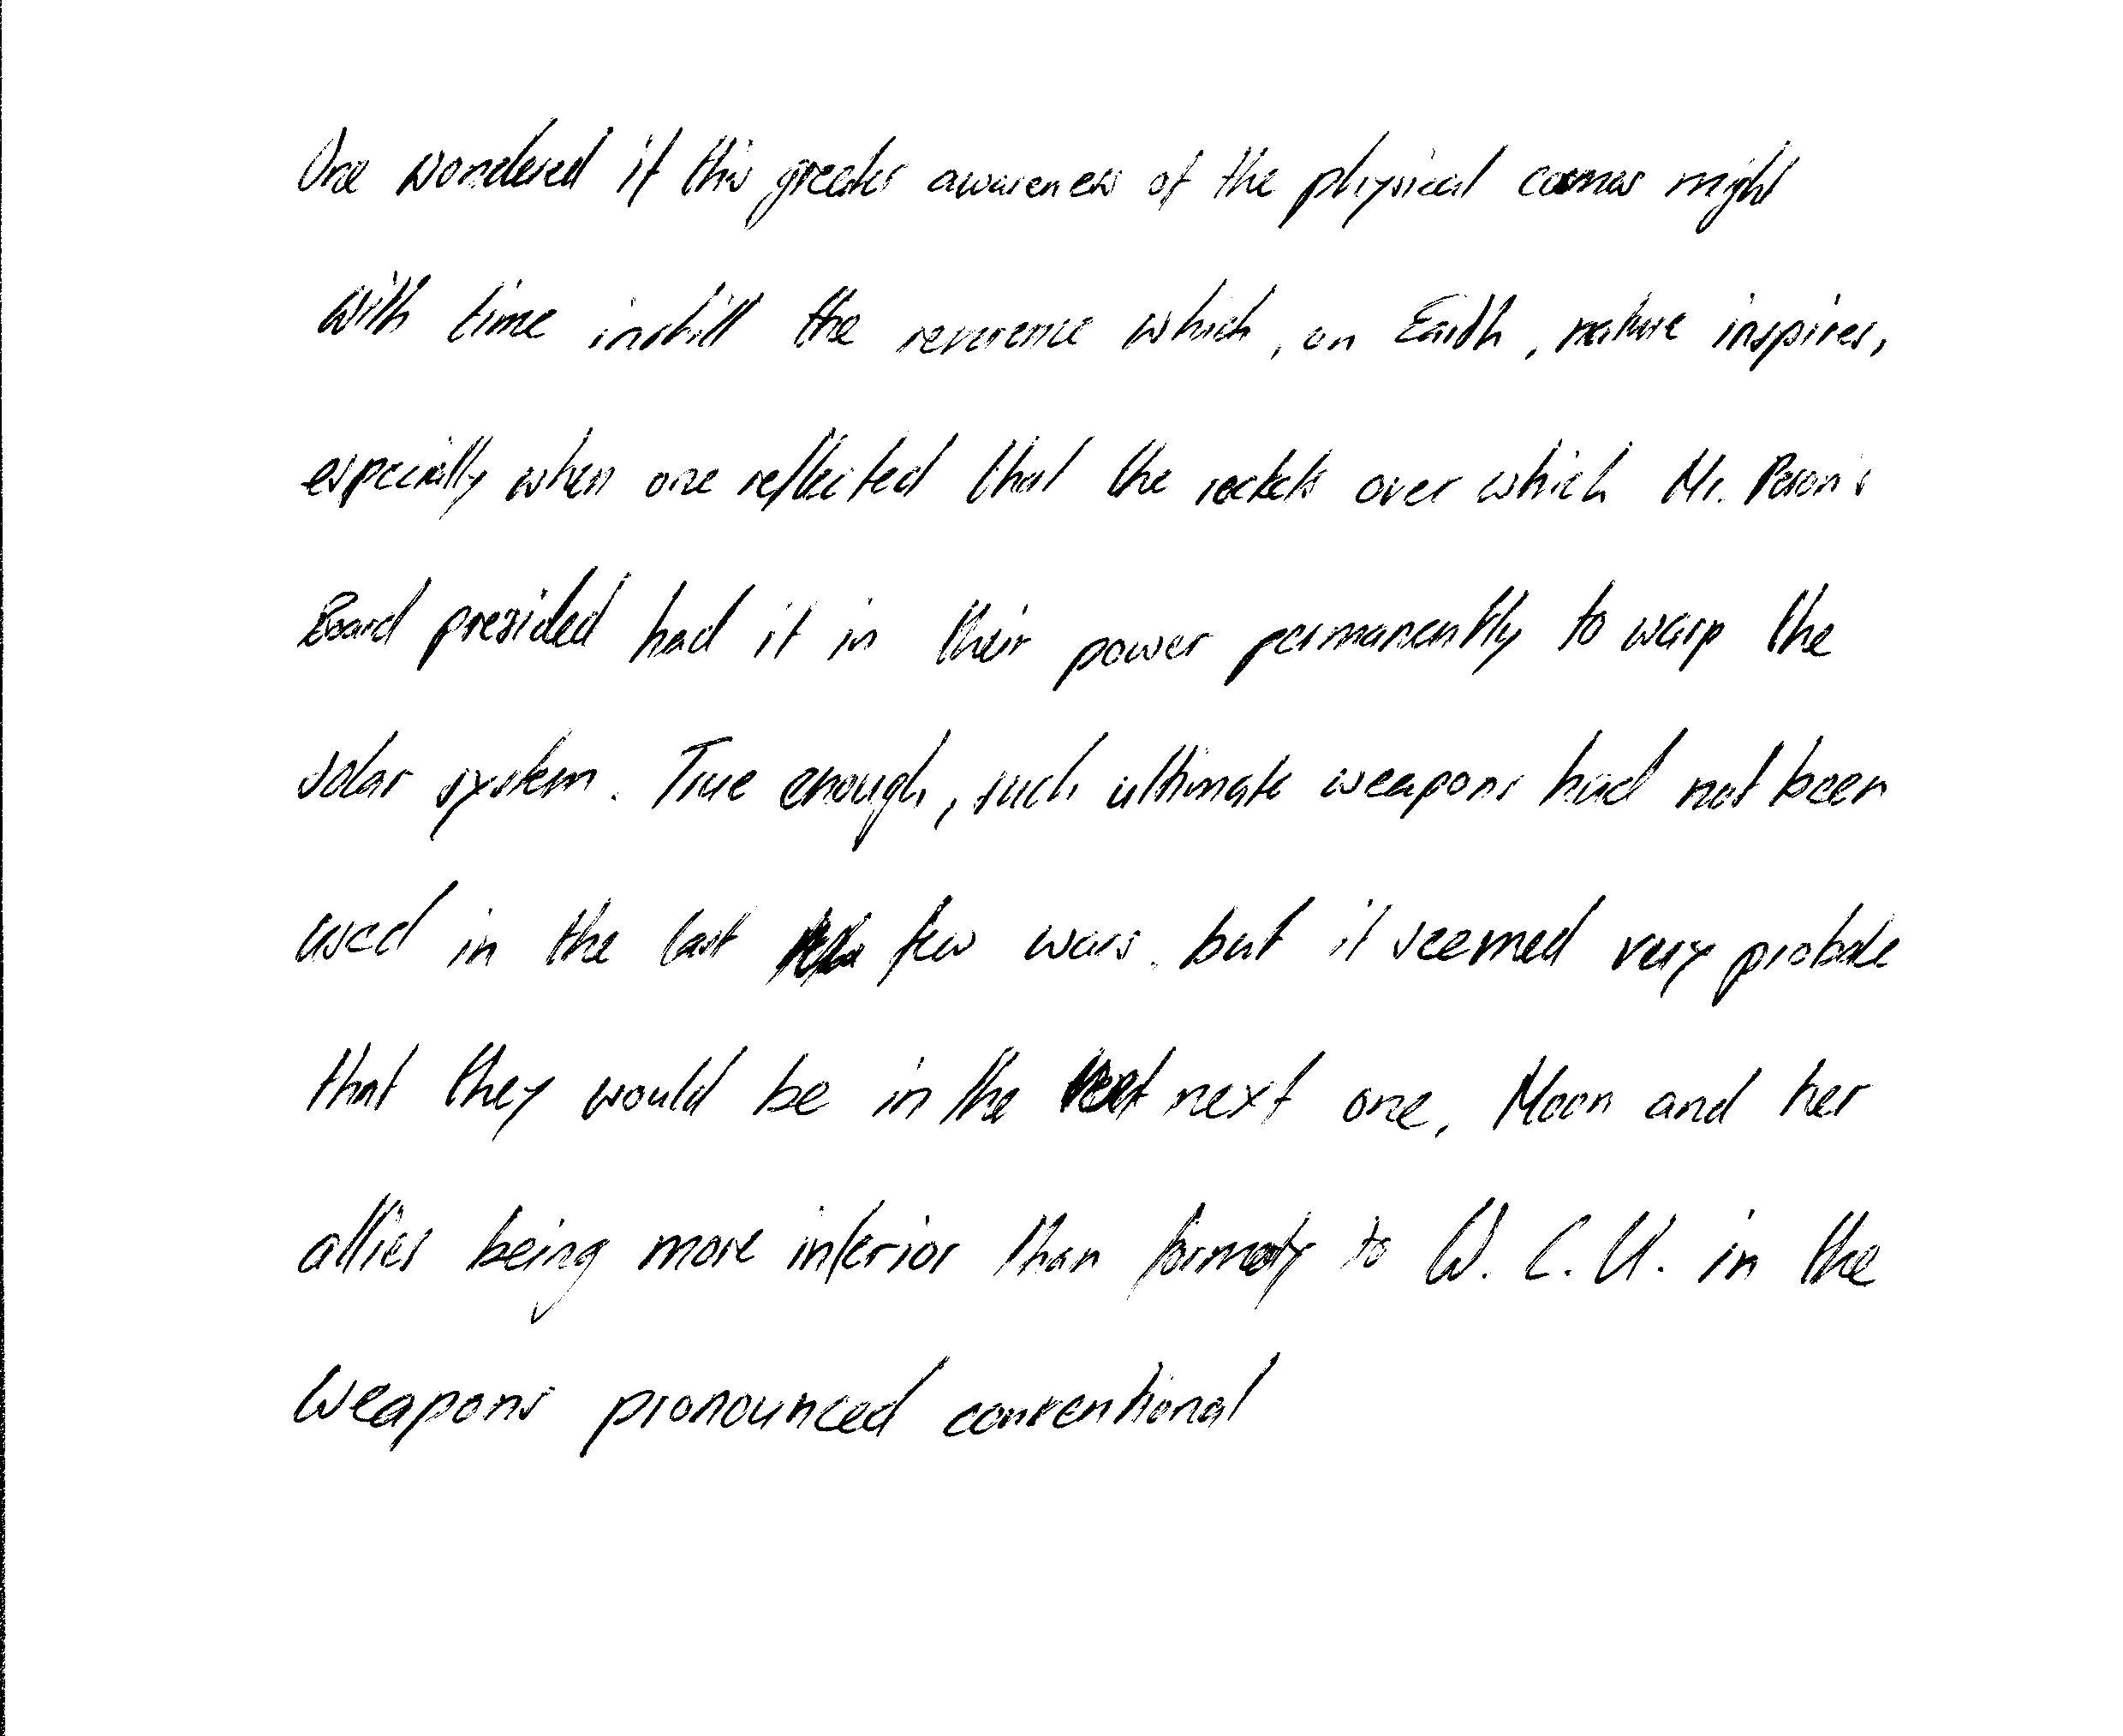 One wondered if this greater awareness of the physical cosmos might
with time instill the reverence which, on Earth, nature inspires,
especially when one reflected that the rockets over which Mr. Peron's
Board presided had it in their power permanently to warp the
solar system. True enough, such ultimate weapons had not been
used in the last few wars. but it seemed very probable
that they would be in the next one, Moon and her
allies being more inferior than formerly to W. C. U. in the
weapons pronounced conventional